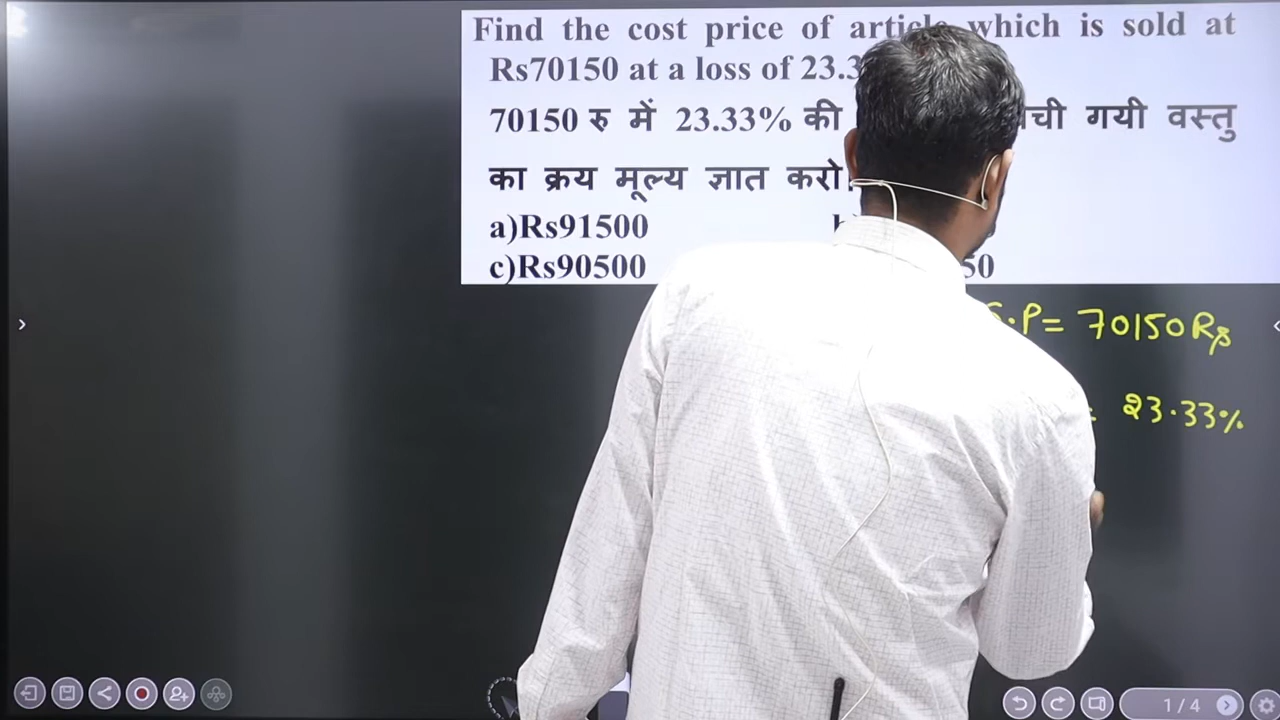 Find the cost price of article which is sold at
Rs70150 at a loss of 23.3
70150 रु में 23.33% की गयी वस्तु
का क्रय मूल्य ज्ञात करो।
a)Rs91500
c)Rs90500 50
S.P= 70150 Rs
= 23.33%
1 / 4